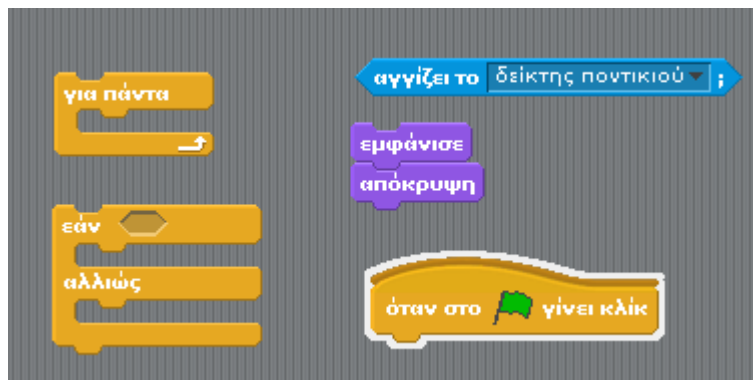 για πάντα
εάν
αλλιώς
αγγίζει το δείκτης ποντικιού ;
εμφάνισε
απόκρυψη
όταν στο γίνει κλίκ